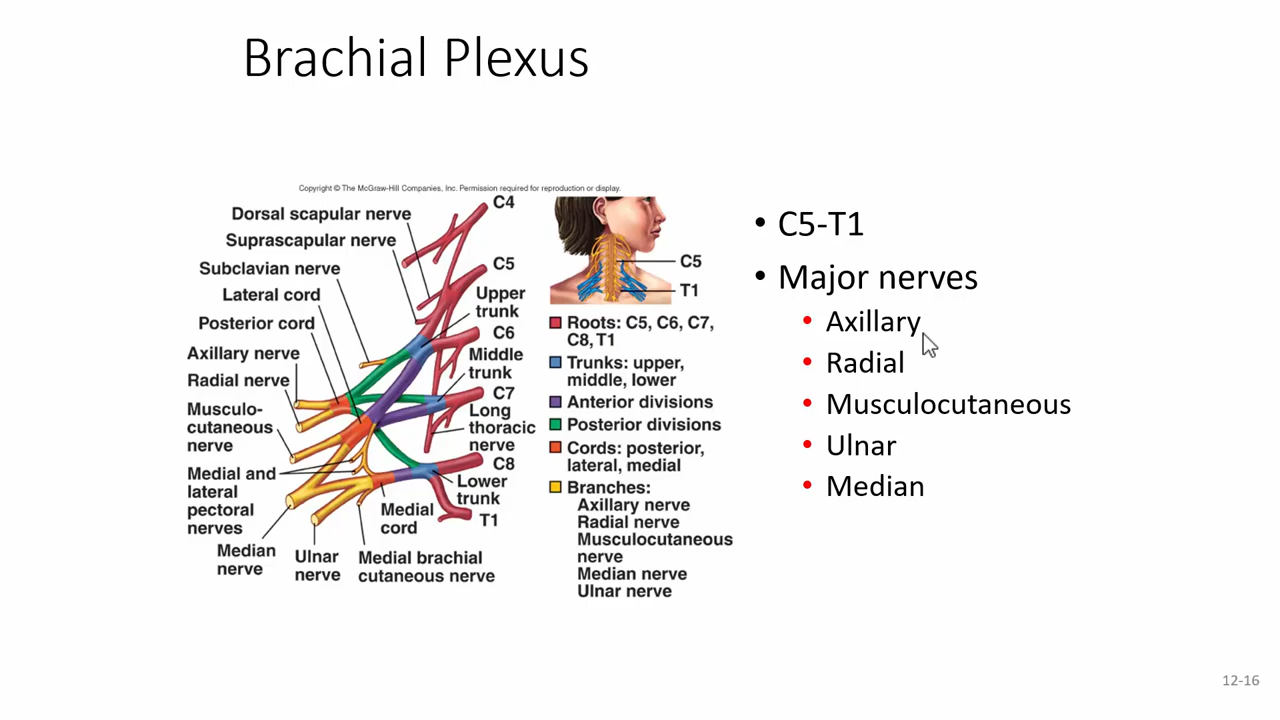 Brachial Plexus
Copyright © The McGraw-Hill Companies, Inc. Permission required for reproduction or display.
Dorsal scapular nerve
Suprascapular nerve
Subclavian nerve
Lateral cord
Posterior cord
Axillary nerve
Radial nerve
Musculo-
cutaneous
nerve
Medial and
lateral
pectoral
nerves
Median
nerve
Ulnar
nerve
Medial brachial
cutaneous nerve
Medial
cord
C4
C5
Upper
trunk
C6
Middle
trunk
C7
Long
thoracic
nerve
C8
Lower
trunk
T1
C5
T1
Roots: C5, C6, C7,
C8, T1
Trunks: upper,
middle, lower
Anterior divisions
Posterior divisions
Cords: posterior,
lateral, medial
Branches:
Axillary nerve
Radial nerve
Musculocutaneous
nerve
Median nerve
Ulnar nerve
• C5-T1
• Major nerves
• Axillary
• Radial
• Musculocutaneous
• Ulnar
• Median
12-16